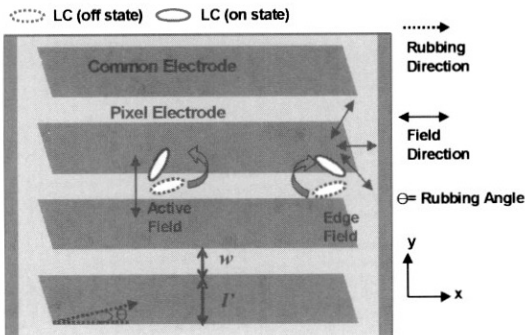 LC (off state) LC (on state)
Common Electrode
Pixel Electrode
Active
Field
Edge
Field
w
l'
Θ
Rubbing
Direction
Field
Direction
Θ= Rubbing Angle
y
x